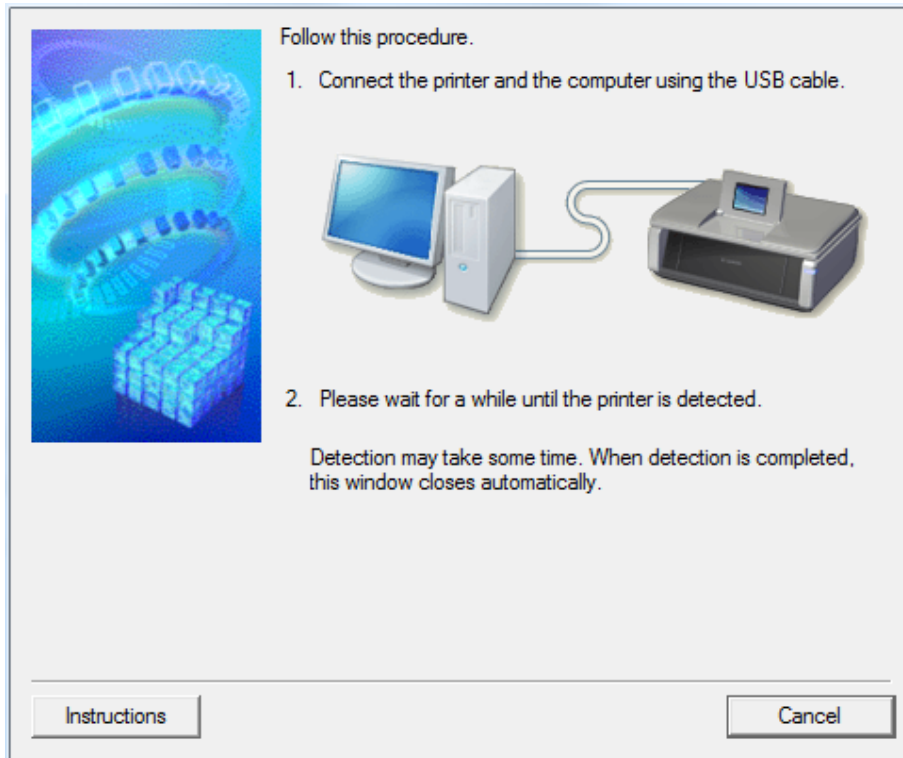 Follow this procedure.
1. Connect the printer and the computer using the USB cable.
2. Please wait for a while until the printer is detected.
Detection may take some time. When detection is completed,
this window closes automatically.
Instructions
Cancel